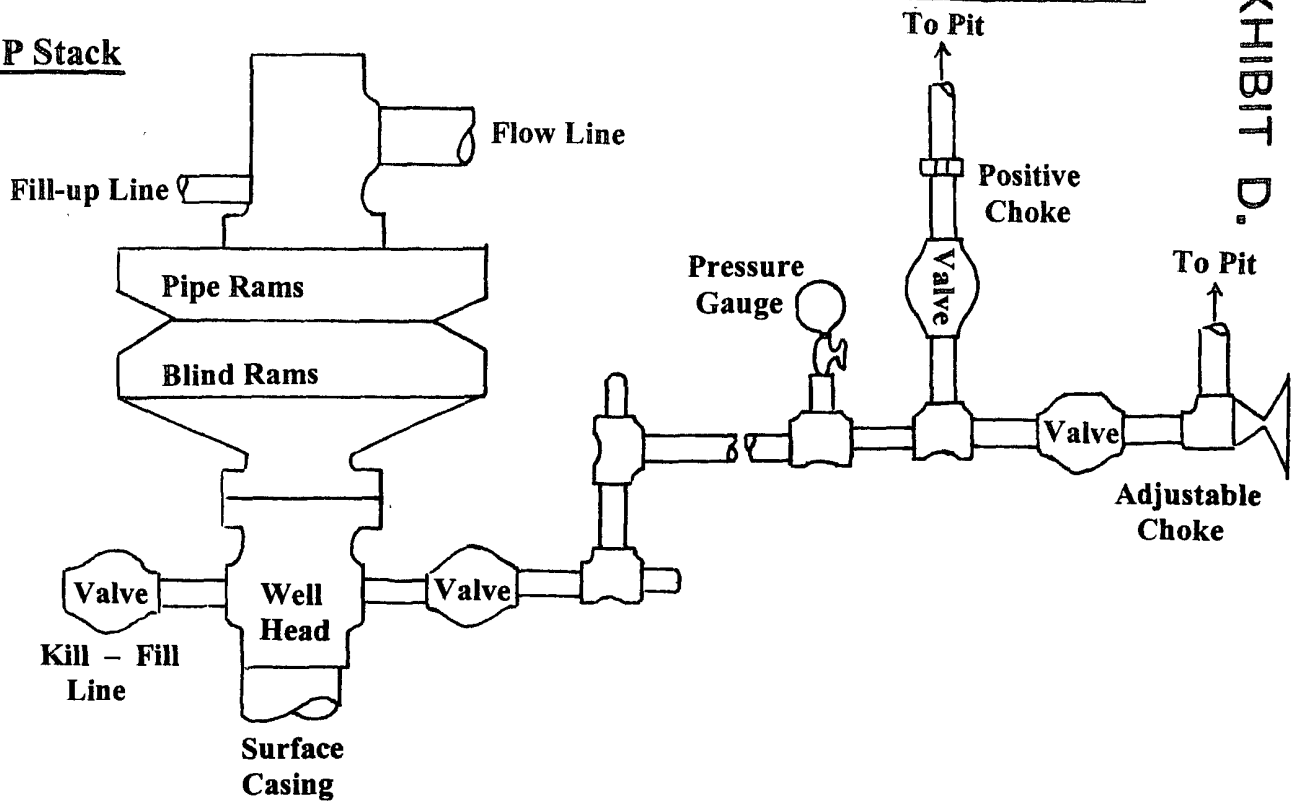 P Stack
To Pit
Flow Line
Fill-up Line
Positive
Choke
Valve
Pressure
Gauge
To Pit
Pipe Rams
Blind Rams
Valve
Adjustable
Choke
Valve
Well
Head
Valve
Kill – Fill
Line
Surface
Casing
XHIBIT D.